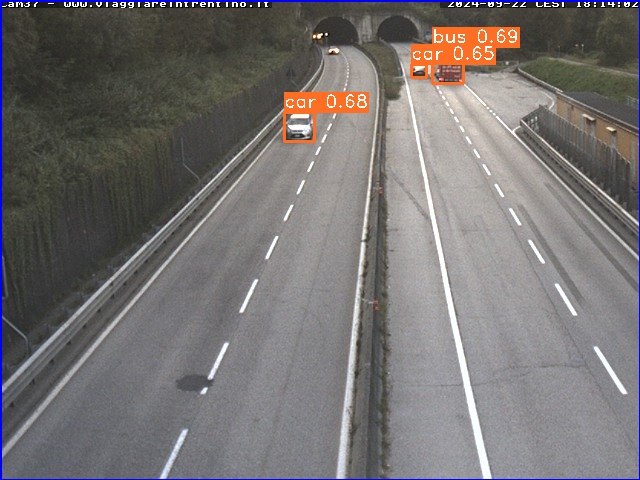 Cam37 - WWW.Viaggiareintrentino.it
2024-09-22 CEST 18:14:02
bus 0.69
car 0.65
car 0.68